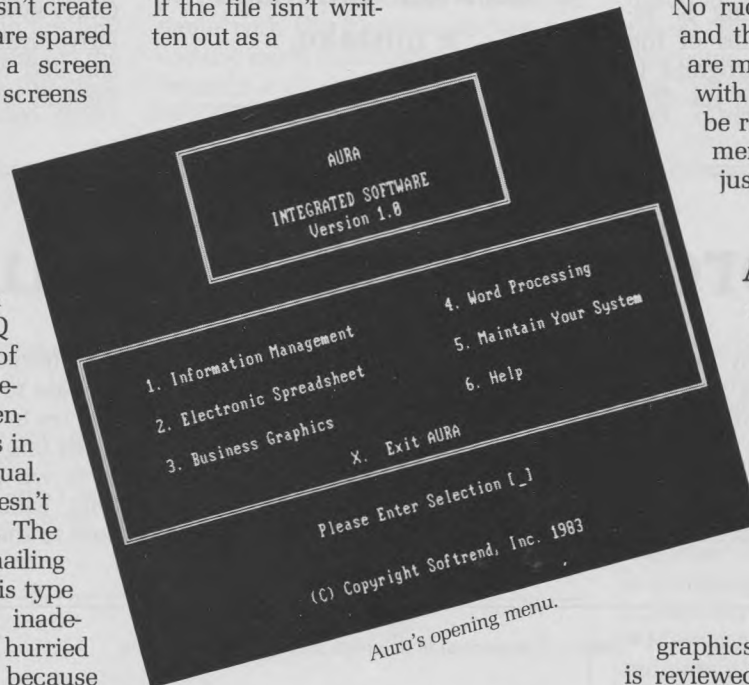 sn't create
are spared
a screen
screens
If the file isn't writ-
ten out as a
No
and
are
with
be
jus
AURA
INTEGRATED SOFTWARE
Version 1.0
1. Information Management
2. Electronic Spreadsheet
3. Business Graphics
4. Word Processing
5. Maintain Your System
6. Help
X. Exit AURA
Please Enter Selection [_]
(C) Copyright Softrend, Inc. 1983
Aura's opening menu.
Q
of
e-
en-
s in
ual.
esn't
The
ailing
is type
inade-
hurried
because
graphics
is reviewed